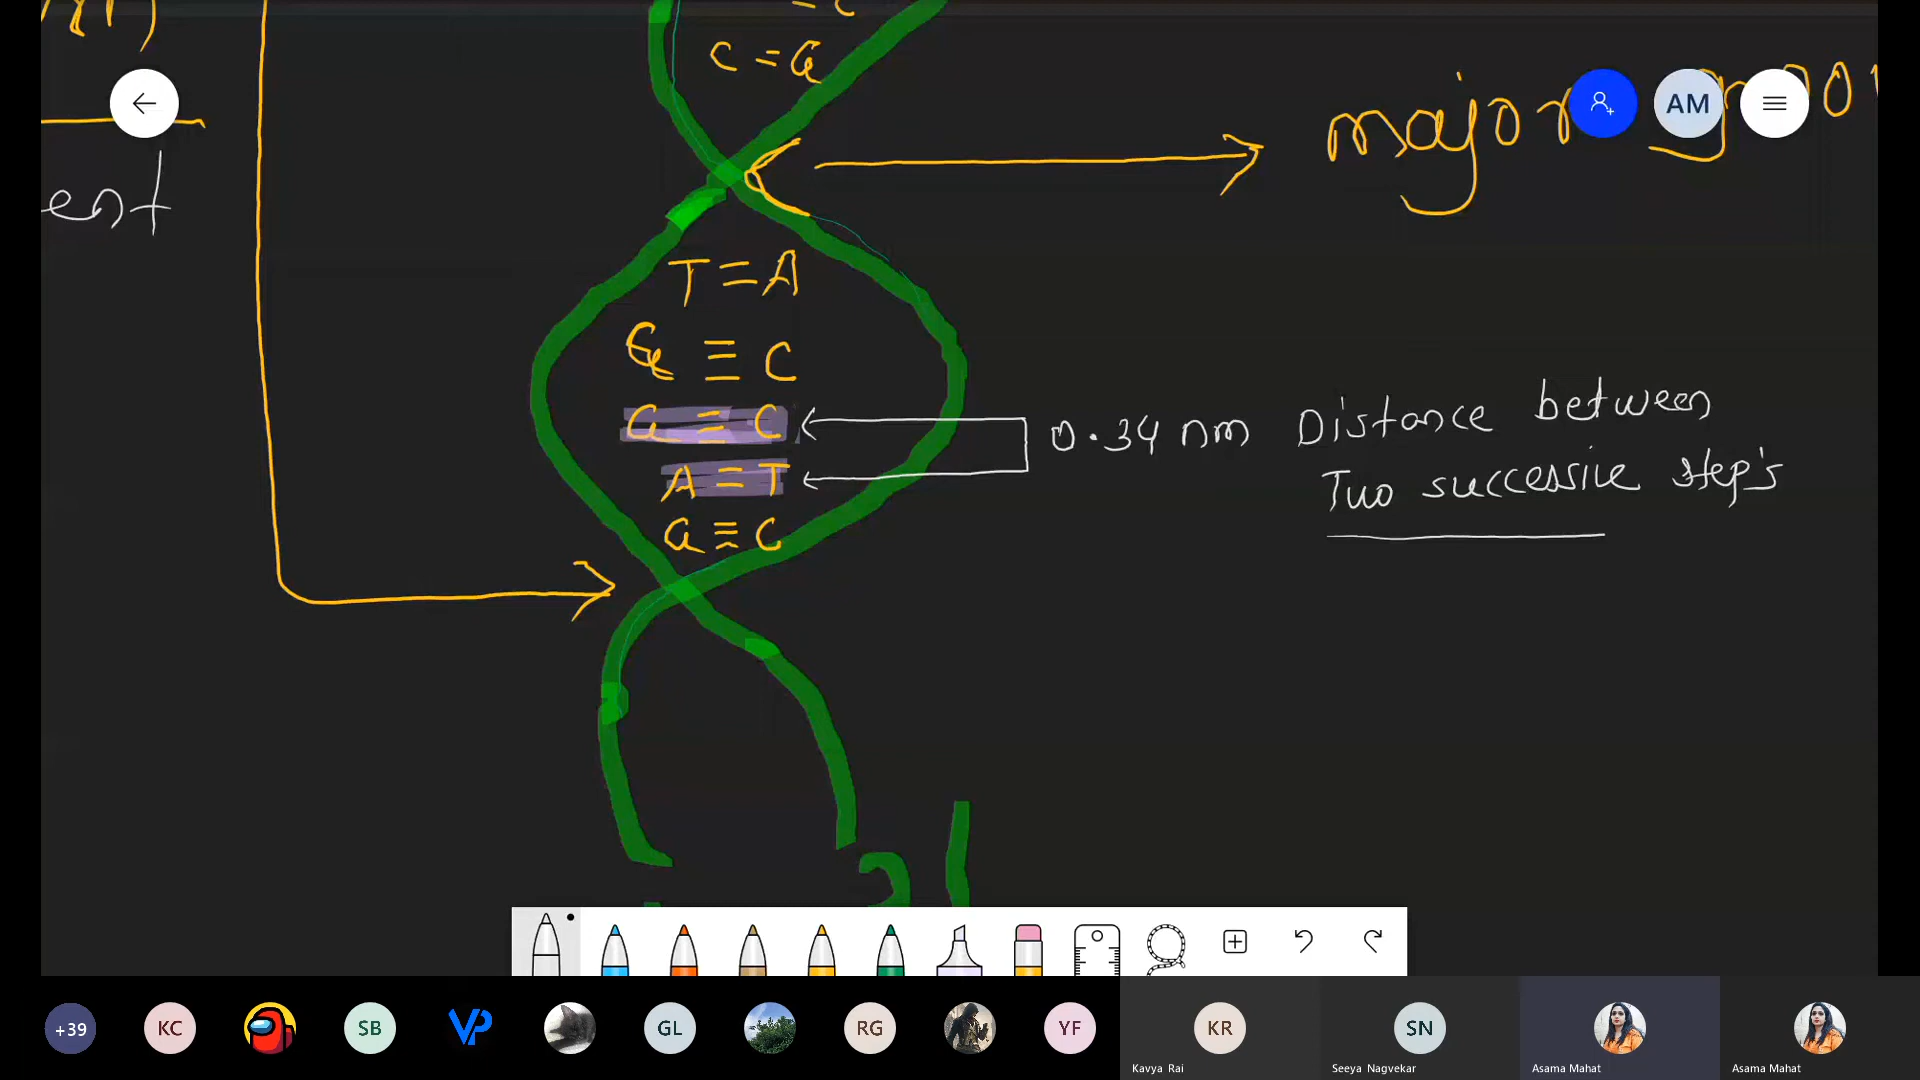 C = G
AM
major
ent
T = A
G ≡ C
G ≡ C
A = T
G ≡ C
0.34 nm Distance between
Two successive step's
+39
KC
SB
VP
GL
RG
YF
KR
SN
Kavya Rai
Seeya Nagvekar
Asama Mahat
Asama Mahat